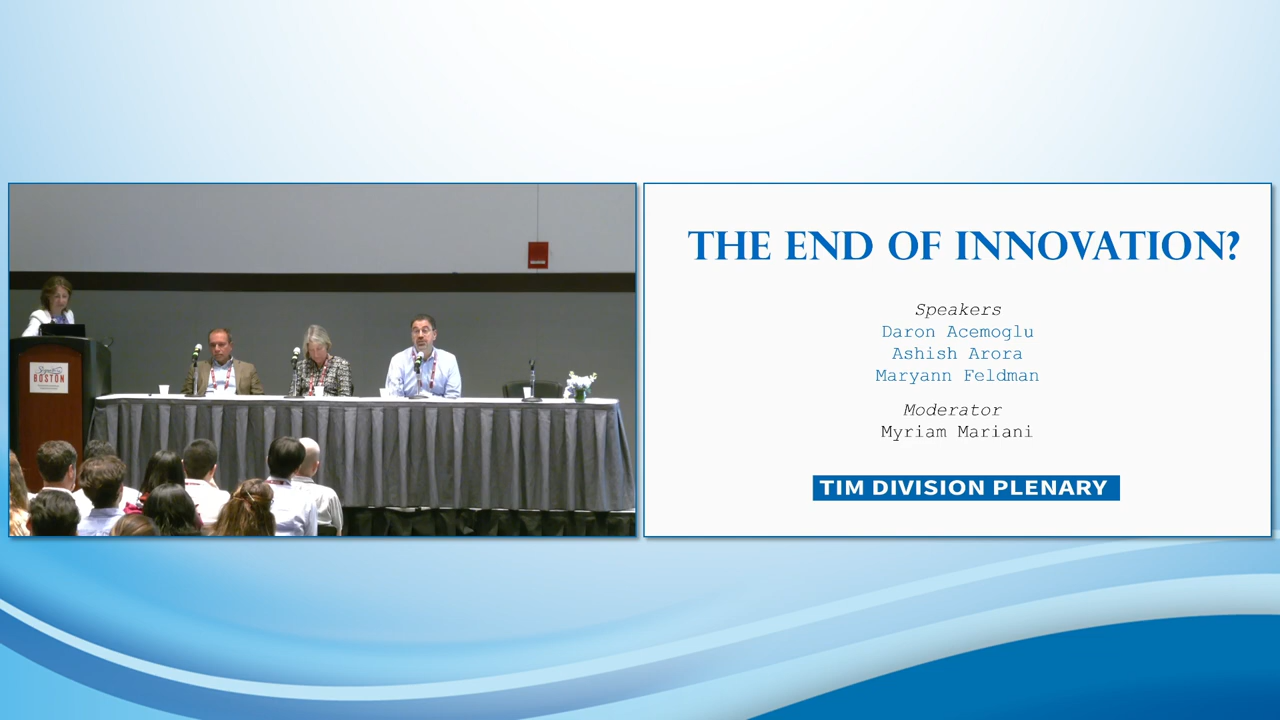 BOSTON
THE END OF INNOVATION?
Speakers
Daron Acemoglu
Ashish Arora
Maryann Feldman
Moderator
Myriam Mariani
TIM DIVISION PLENARY